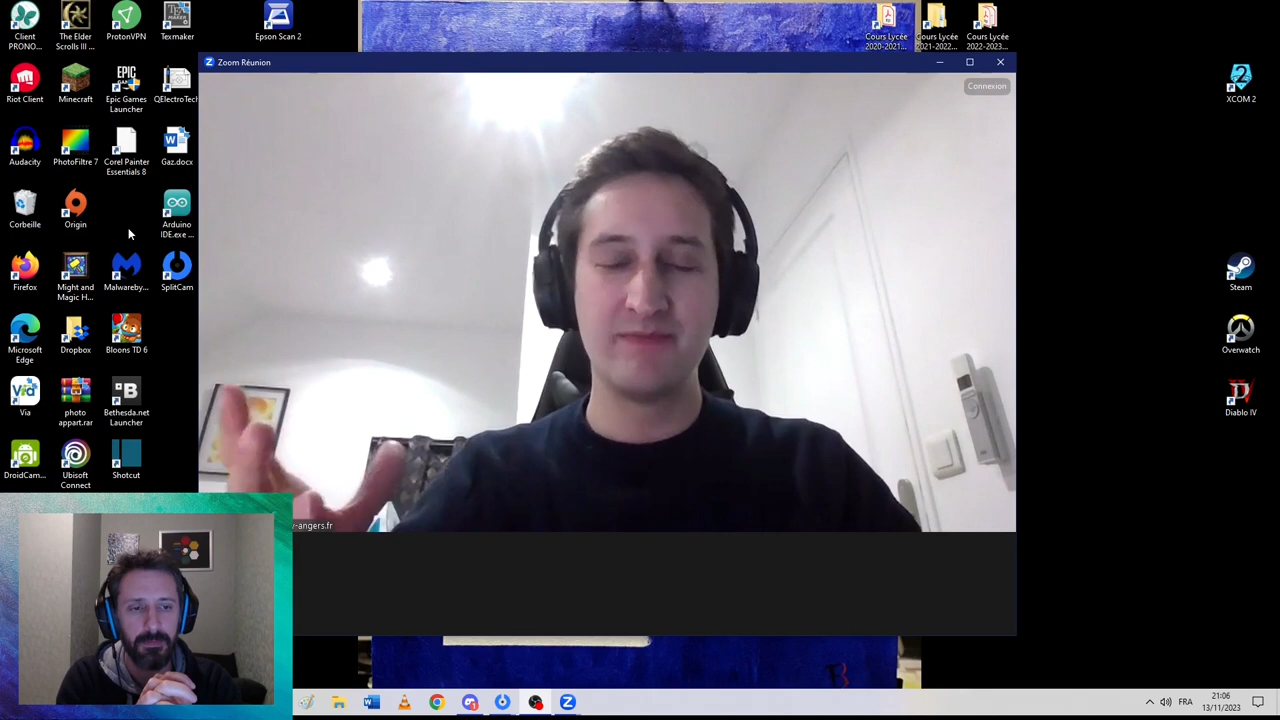 Client
PRONO...
The Elder
Scrolls III ...
ProtonVPN
Texmaker
Epson Scan 2
Cours Lycée
2020-2021...
Cours Lycée
2021-2022...
Cours Lycée
2022-2023...
Zoom Réunion
Connexion
Riot Client
Minecraft
EPIC
GAMES
Epic Games
Launcher
QElectroTech
XCOM 2
Audacity
PhotoFiltre 7
Corel Painter
Essentials 8
Gaz.docx
Corbeille
Origin
Arduino
IDE.exe ...
Firefox
Might and
Magic H...
Malwareby...
SplitCam
Steam
Microsoft
Edge
Dropbox
Bloons TD 6
Overwatch
Via
photo
appart.rar
Bethesda.net
Launcher
Diablo IV
DroidCam...
Ubisoft
Connect
Shotcut
y-angers.fr
FRA
21:06
13/11/2023